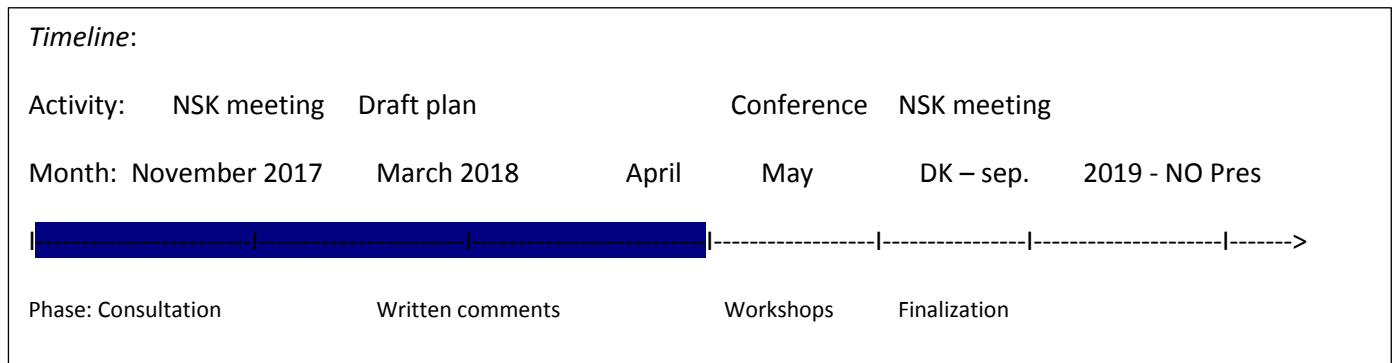 Timeline:
Activity: NSK meeting Draft plan Conference NSK meeting
Month: November 2017 March 2018 April May DK – sep. 2019 - NO Pres
|------------------------|-----------------------|--------------------------|------------------|----------------|---------------------|------->
Phase: Consultation Written comments Workshops Finalization